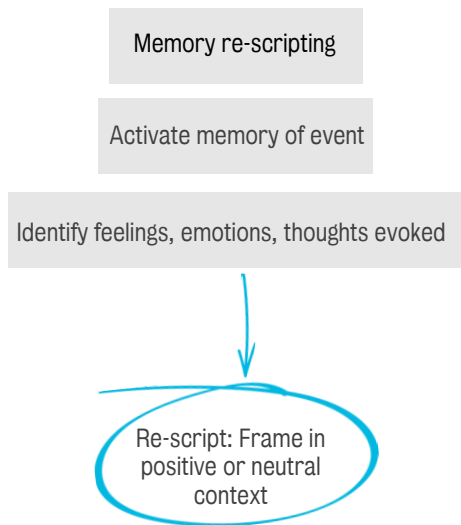 Memory re-scripting
Activate memory of event
Identify feelings, emotions, thoughts evoked
Re-script: Frame in
positive or neutral
context